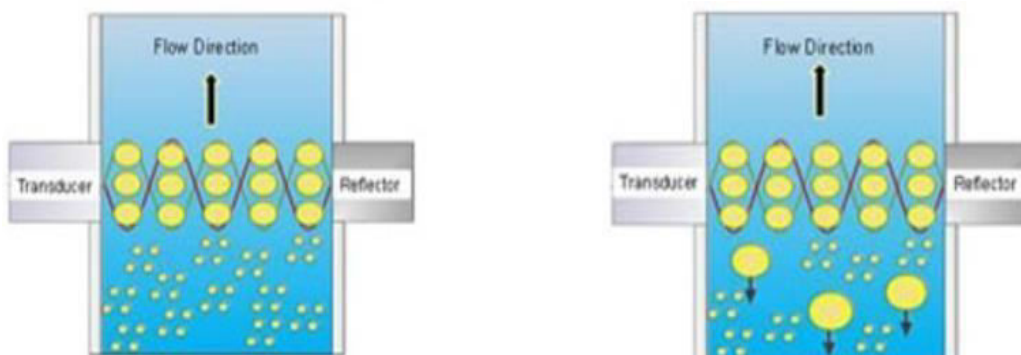 Flow Direction
Transducer
Reflector
Flow Direction
Transducer
Reflector